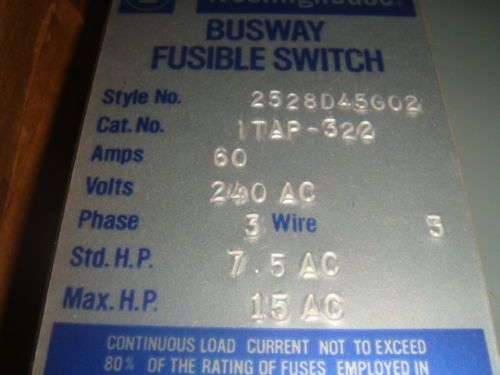 Westinghouse
BUSWAY
FUSIBLE SWITCH
Style No. 2528D45G02
Cat. No. ITAP-322
Amps 60
Volts 240 AC
Phase 3 Wire 3
Std. H.P. 7.5 AC
Max. H.P. 15 AC
CONTINUOUS LOAD CURRENT NOT TO EXCEED
80% OF THE RATING OF FUSES EMPLOYED IN